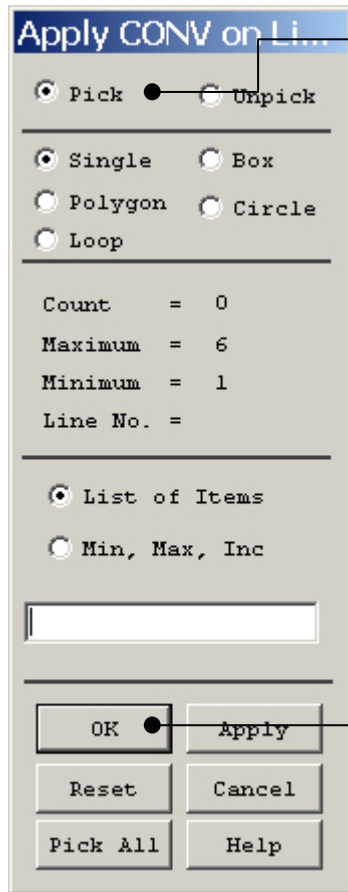 Apply CONV on Li...
Pick Unpick
Single Box
Polygon Circle
Loop
Count = 0
Maximum = 6
Minimum = 1
Line No. =
List of Items
Min, Max, Inc
OK Apply
Reset Cancel
Pick All Help